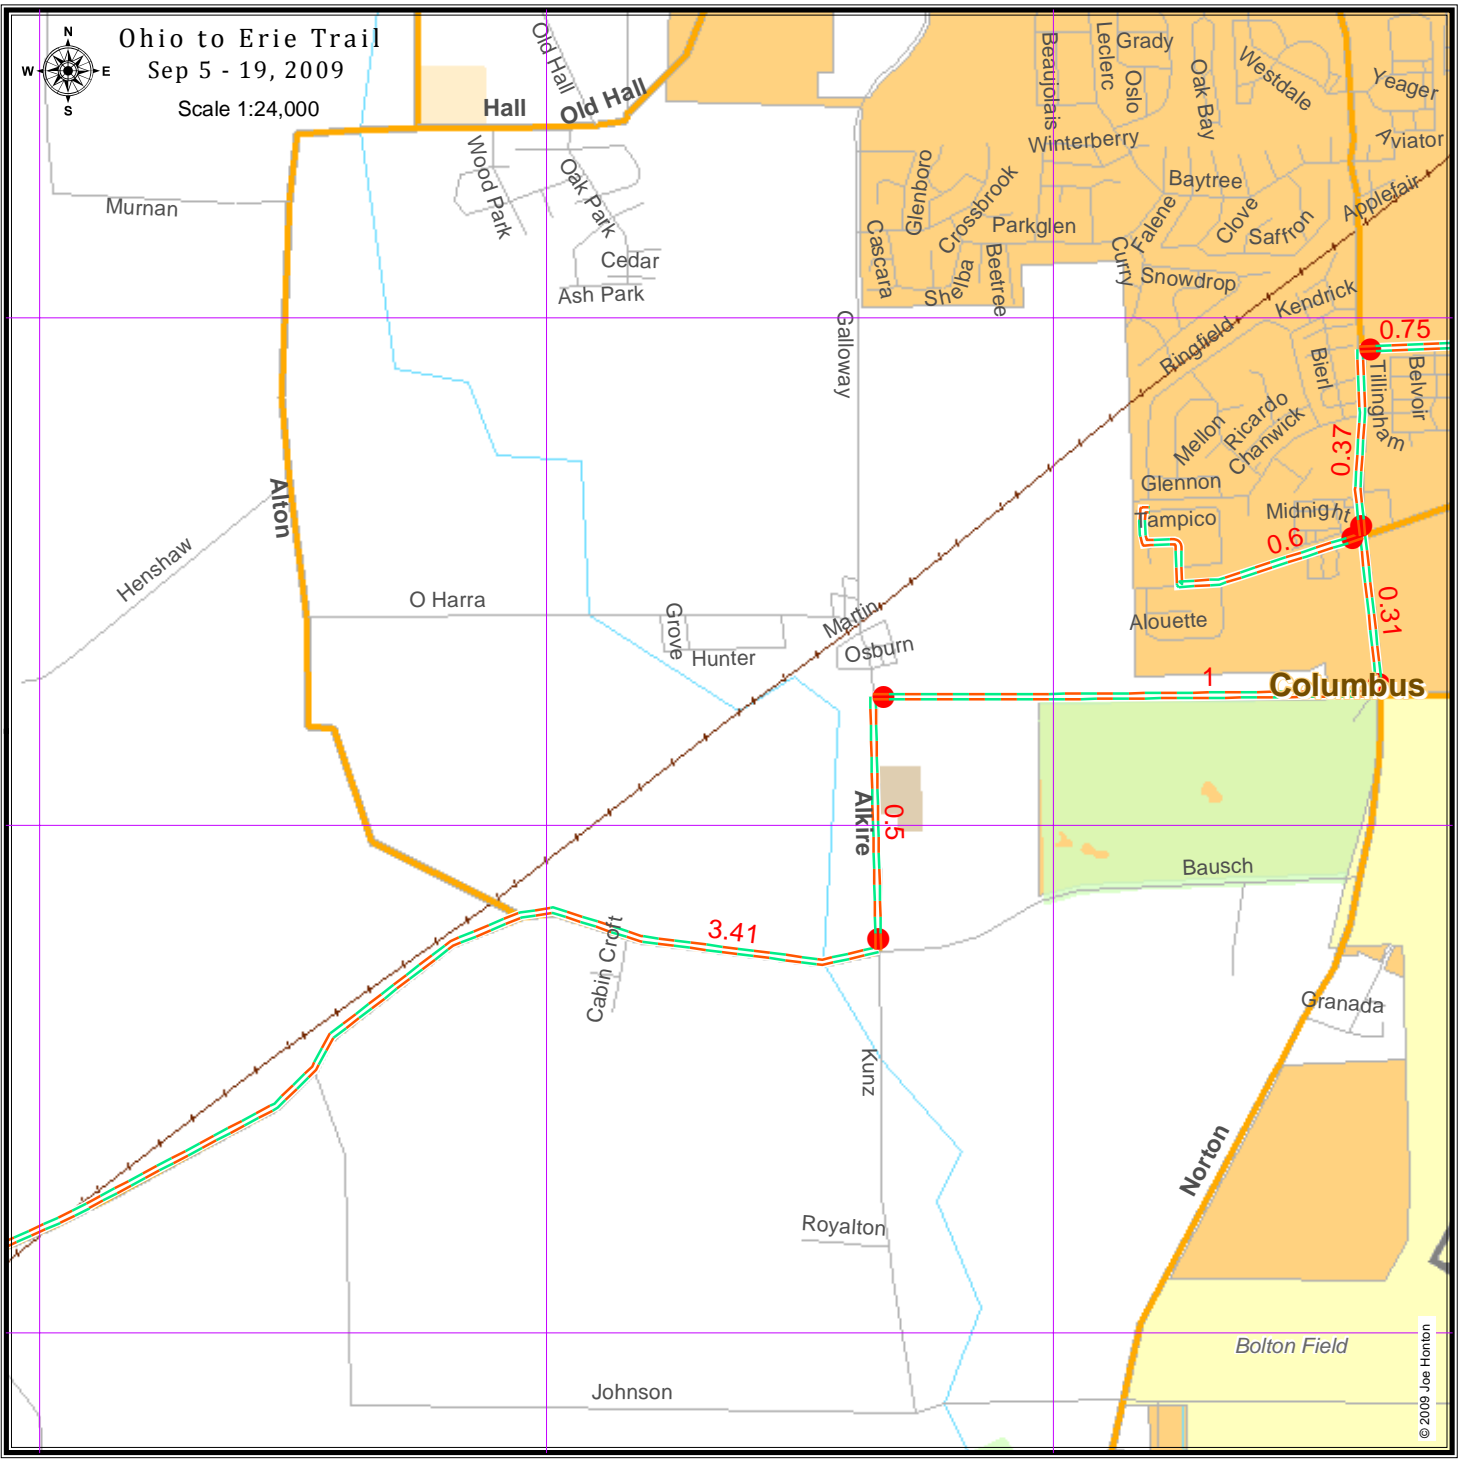 N
W
E
S
Ohio to Erie Trail
Sep 5 - 19, 2009
Scale 1:24,000
Old Hall
Hall
Old Hall
Wood Park
Oak Park
Cedar
Ash Park
Murnan
Beaujolais
Leclerc
Grady
Oslo
Oak Bay
Westdale
Yeager
Aviator
Winterberry
Baytree
Applefair
Glenboro
Crossbrook
Parkglen
Falene
Clove
Saffron
Cascara
Shelba
Beetree
Curry
Snowdrop
Kendrick
Galloway
Ringfield
Bierl
0.75
Tillingham
Belvoir
Mellon
Ricardo
Chanwick
0.37
Glennon
Tampico
Midnight
0.6
Alton
Henshaw
O Harra
Grove
Hunter
Martin
Osburn
Alouette
0.31
1
Columbus
Alkire
0.5
Bausch
3.41
Cabin Croft
Granada
Kunz
Norton
Royalton
Bolton Field
Johnson
© 2009 Joe Honton